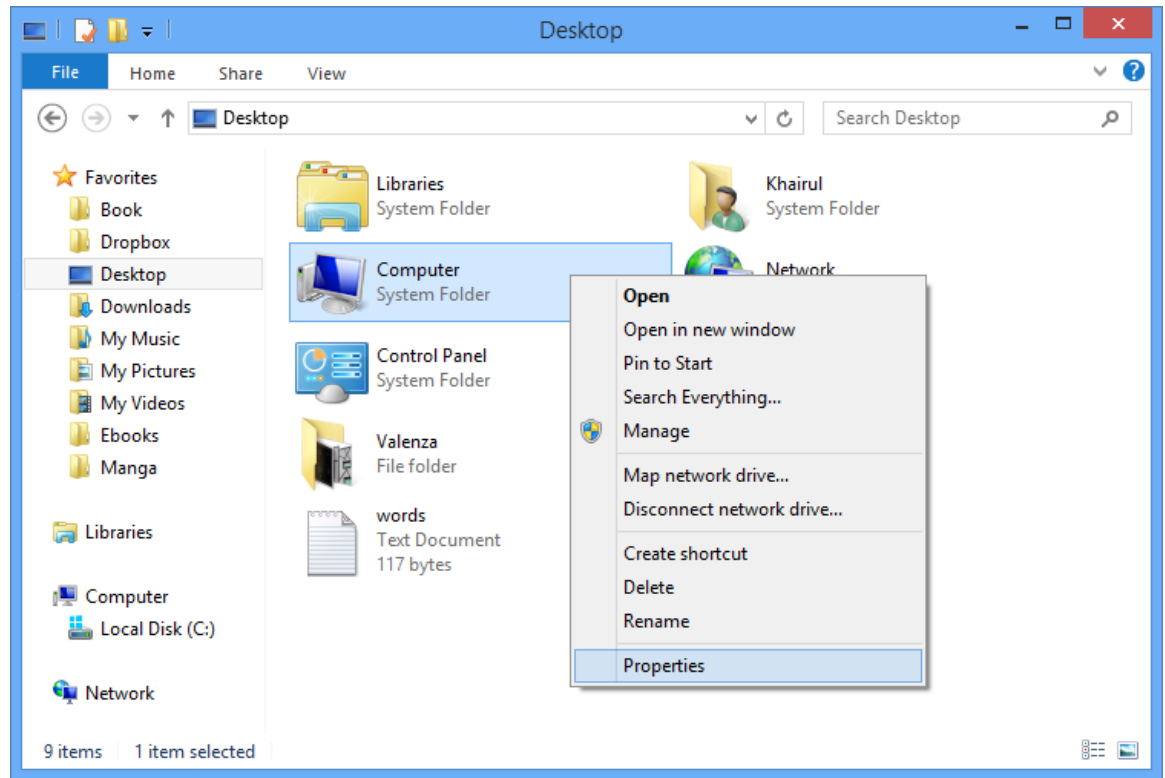 Desktop
File Home Share View
Desktop
Search Desktop
Favorites
Book
Dropbox
Desktop
Downloads
My Music
My Pictures
My Videos
Ebooks
Manga
Libraries
Computer
Local Disk (C:)
Network
Libraries
System Folder
Khairul
System Folder
Computer
System Folder
Network
Control Panel
System Folder
Valenza
File folder
words
Text Document
117 bytes
Open
Open in new window
Pin to Start
Search Everything...
Manage
Map network drive...
Disconnect network drive...
Create shortcut
Delete
Rename
Properties
9 items 1 item selected